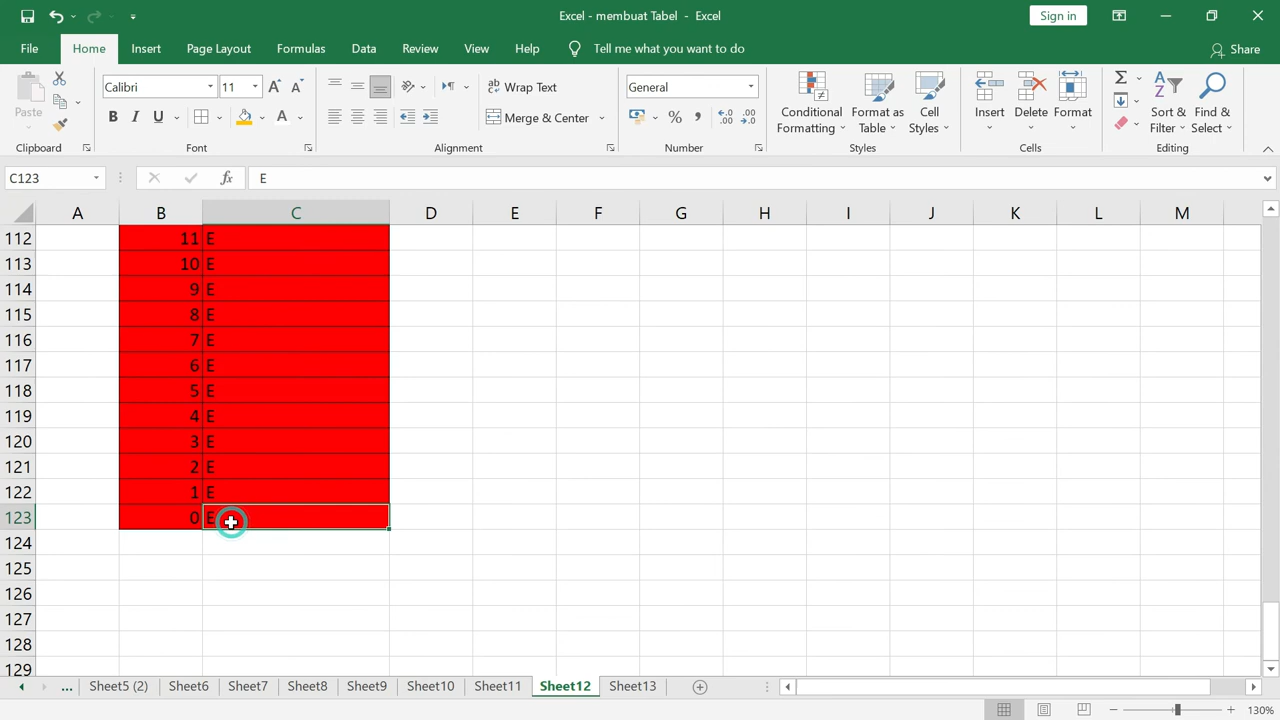 Excel - membuat Tabel - Excel
Sign in
File Home Insert Page Layout Formulas Data Review View Help Tell me what you want to do Share
Paste
Calibri 11
B I U
Wrap Text
Merge & Center
General
Conditional Formatting
Format as Table
Cell Styles
Insert Delete Format
Sort & Filter
Find & Select
Clipboard Font Alignment Number Styles Cells Editing
C123 fx E
A B C D E F G H I J K L M
112 11 E
113 10 E
114 9 E
115 8 E
116 7 E
117 6 E
118 5 E
119 4 E
120 3 E
121 2 E
122 1 E
123 0 E
124
125
126
127
128
129
... Sheet5 (2) Sheet6 Sheet7 Sheet8 Sheet9 Sheet10 Sheet11 Sheet12 Sheet13
130%